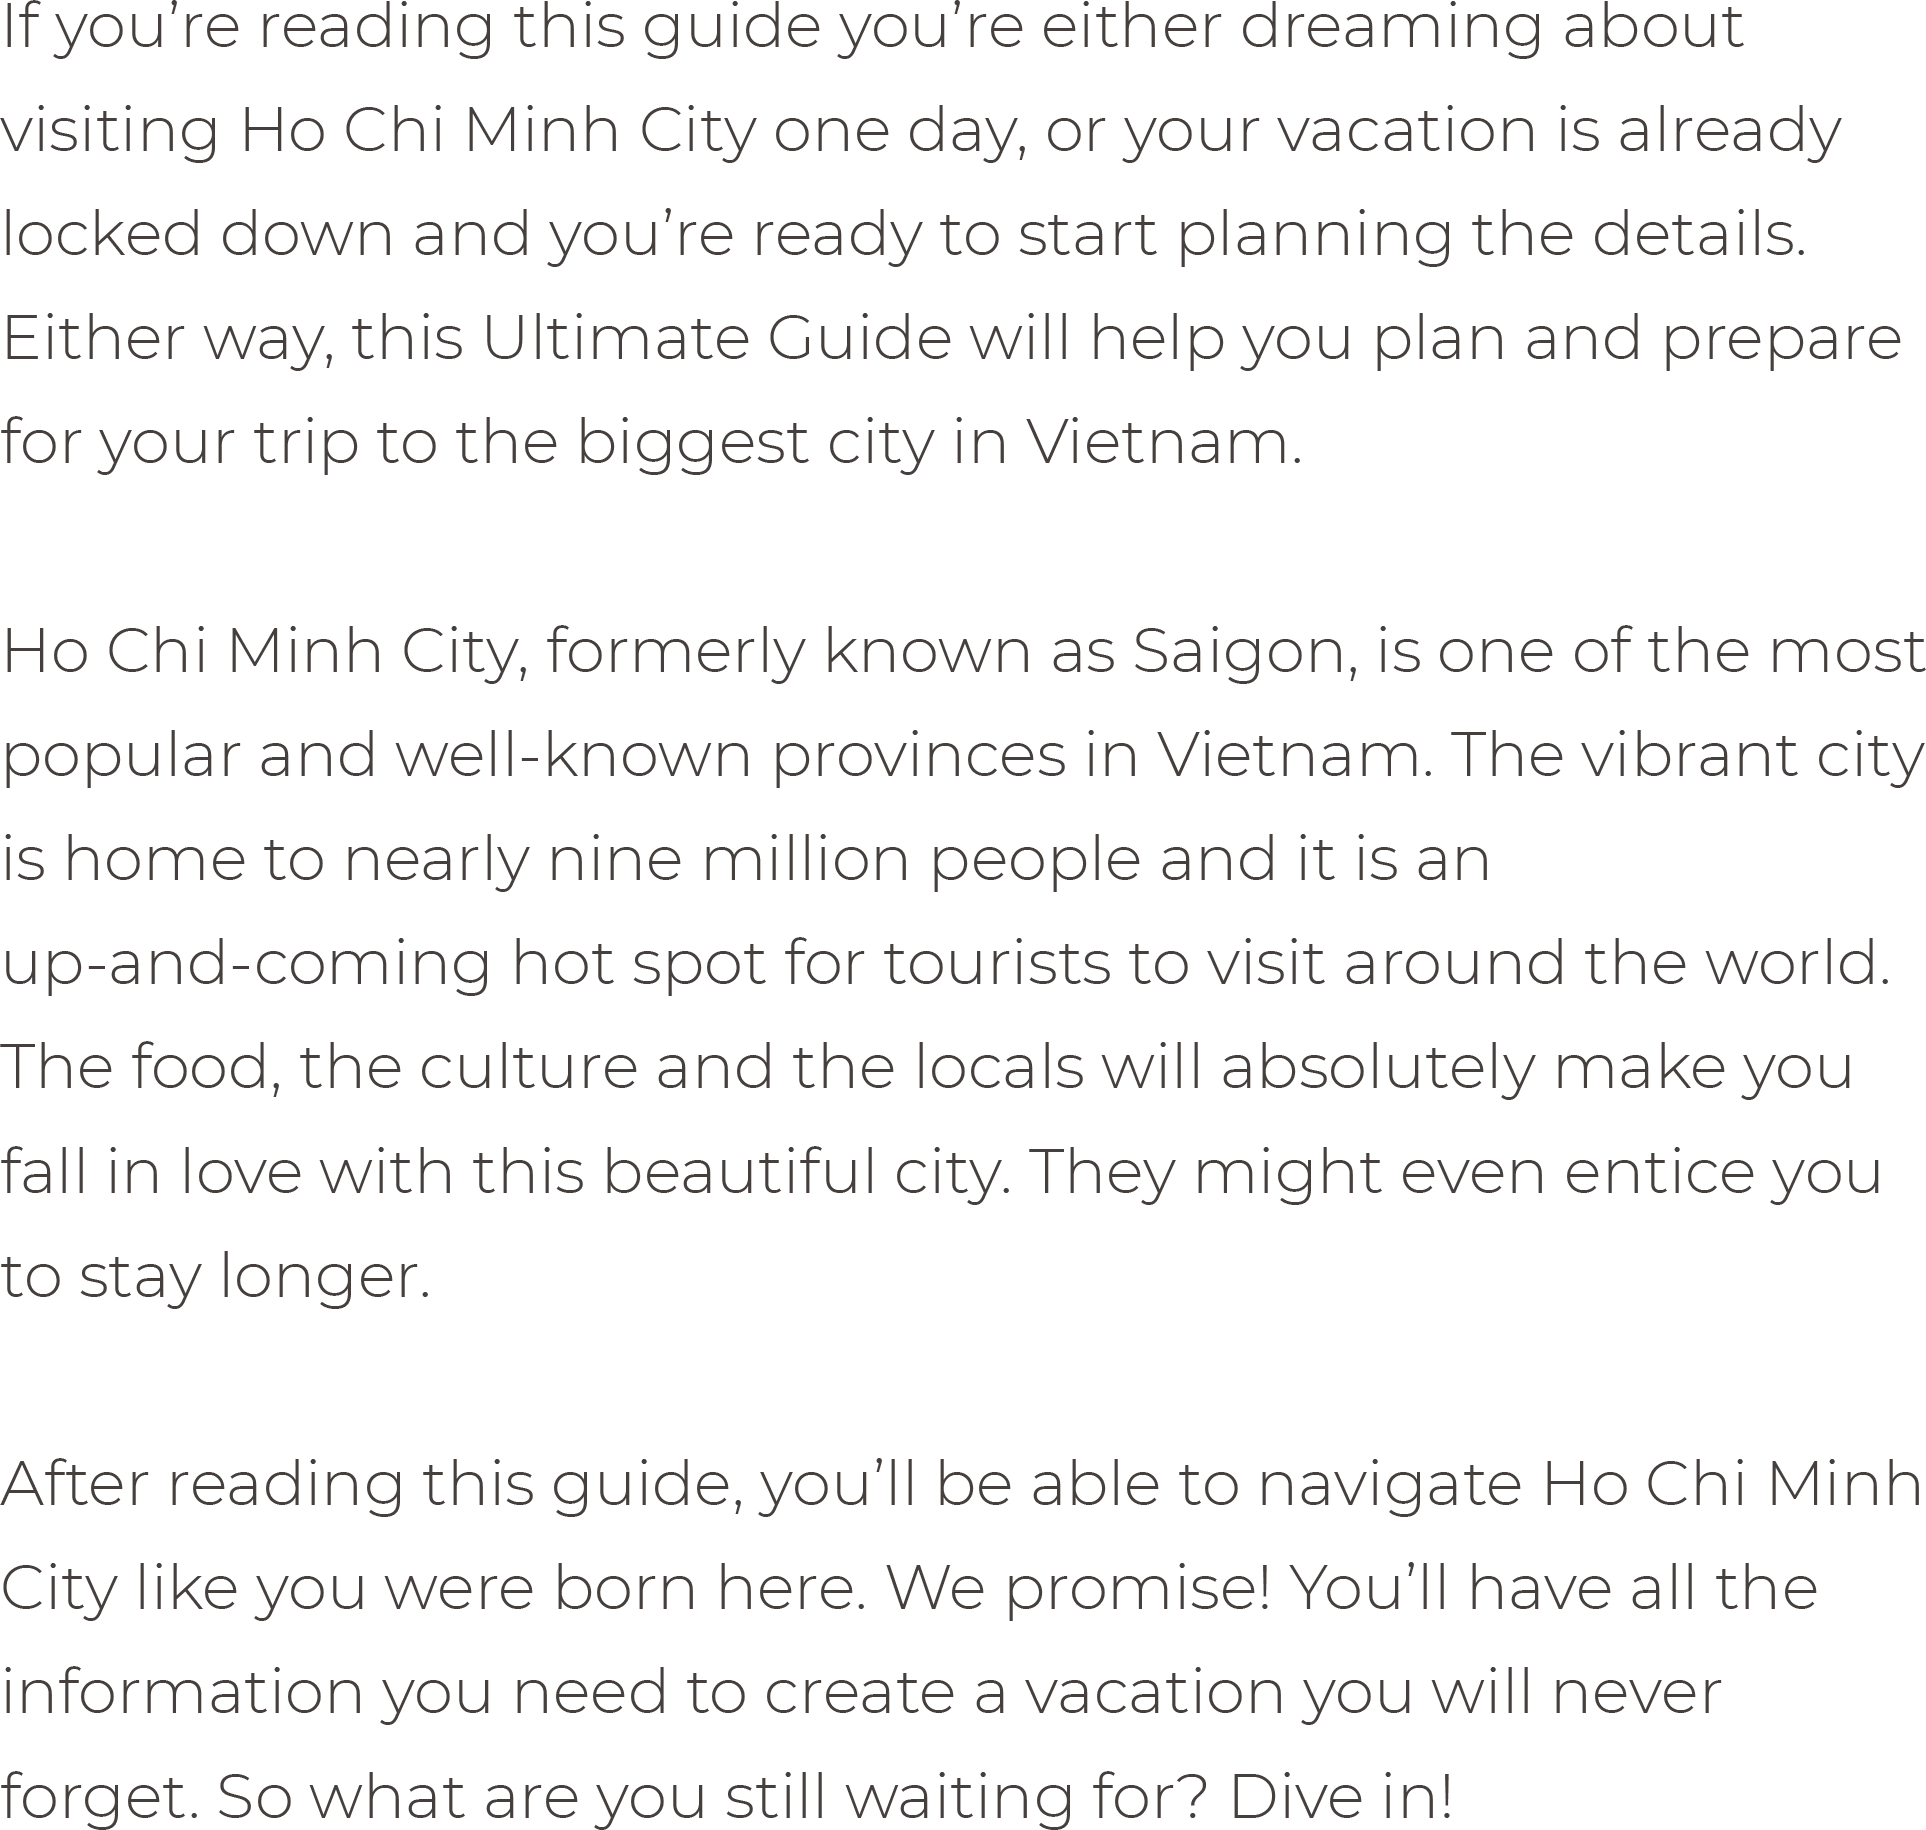 If you’re reading this guide you’re either dreaming about
visiting Ho Chi Minh City one day, or your vacation is already
locked down and you’re ready to start planning the details.
Either way, this Ultimate Guide will help you plan and prepare
for your trip to the biggest city in Vietnam.
Ho Chi Minh City, formerly known as Saigon, is one of the most
popular and well-known provinces in Vietnam. The vibrant city
is home to nearly nine million people and it is an
up-and-coming hot spot for tourists to visit around the world.
The food, the culture and the locals will absolutely make you
fall in love with this beautiful city. They might even entice you
to stay longer.
After reading this guide, you’ll be able to navigate Ho Chi Minh
City like you were born here. We promise! You’ll have all the
information you need to create a vacation you will never
forget. So what are you still waiting for? Dive in!